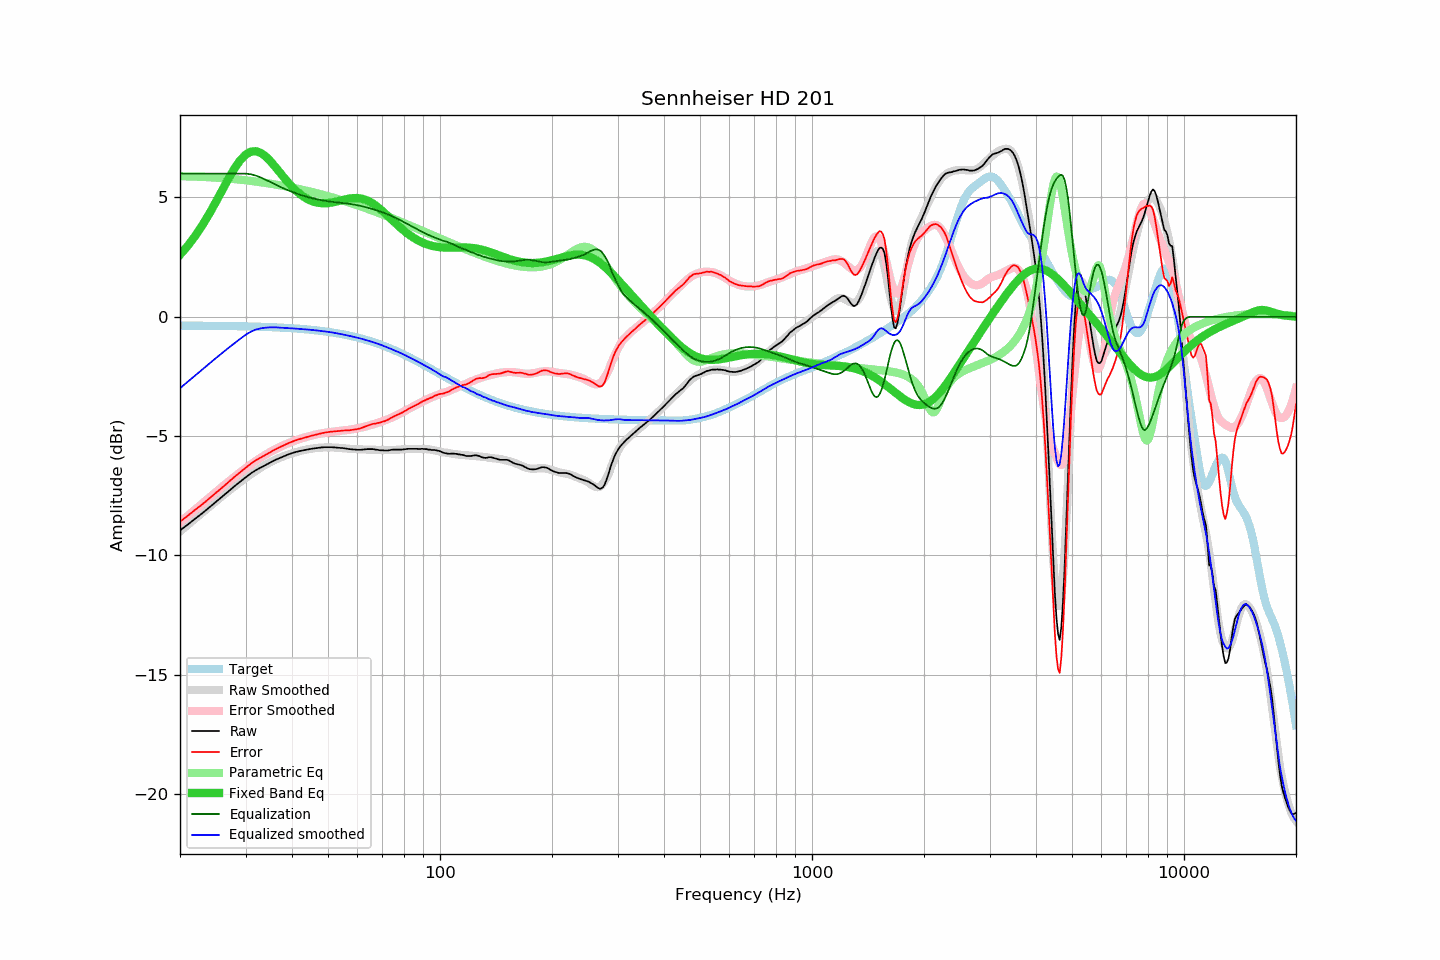 Sennheiser HD 201
5
0
−5
−10
−15
−20
Amplitude (dBr)
Target
Raw Smoothed
Error Smoothed
Raw
Error
Parametric Eq
Fixed Band Eq
Equalization
Equalized smoothed
100 1000 10000
Frequency (Hz)